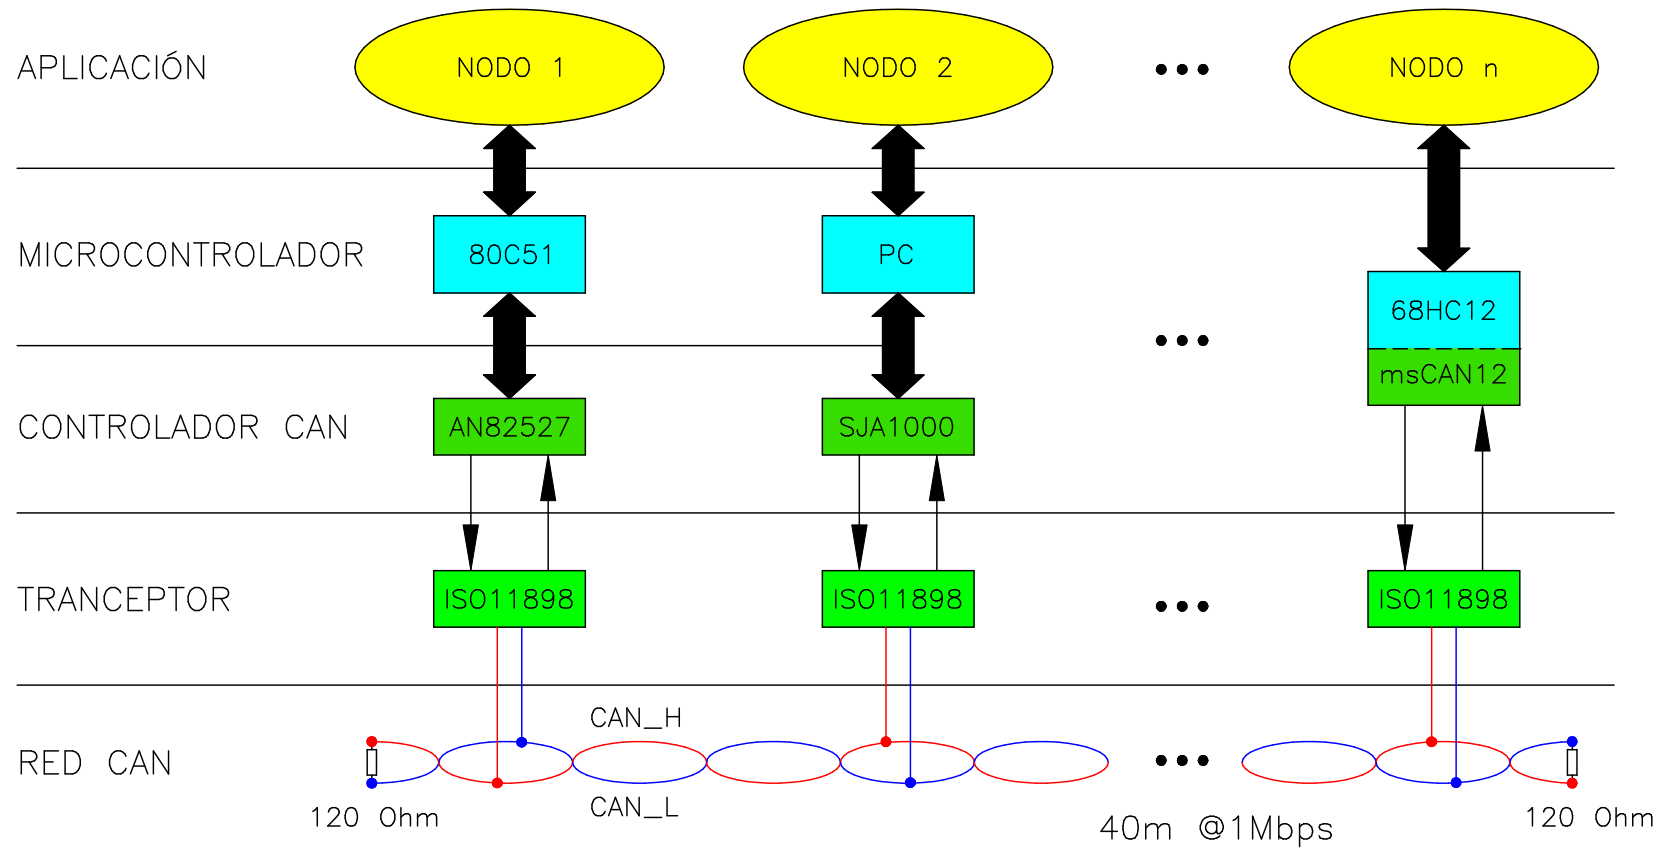 APLICACIÓN NODO 1 NODO 2 NODO n
MICROCONTROLADOR 80C51 PC 68HC12
msCAN12
CONTROLADOR CAN AN82527 SJA1000
TRANCEPTOR ISO11898 ISO11898 ISO11898
CAN_H
RED CAN
CAN_L
120 Ohm 40m @1Mbps 120 Ohm